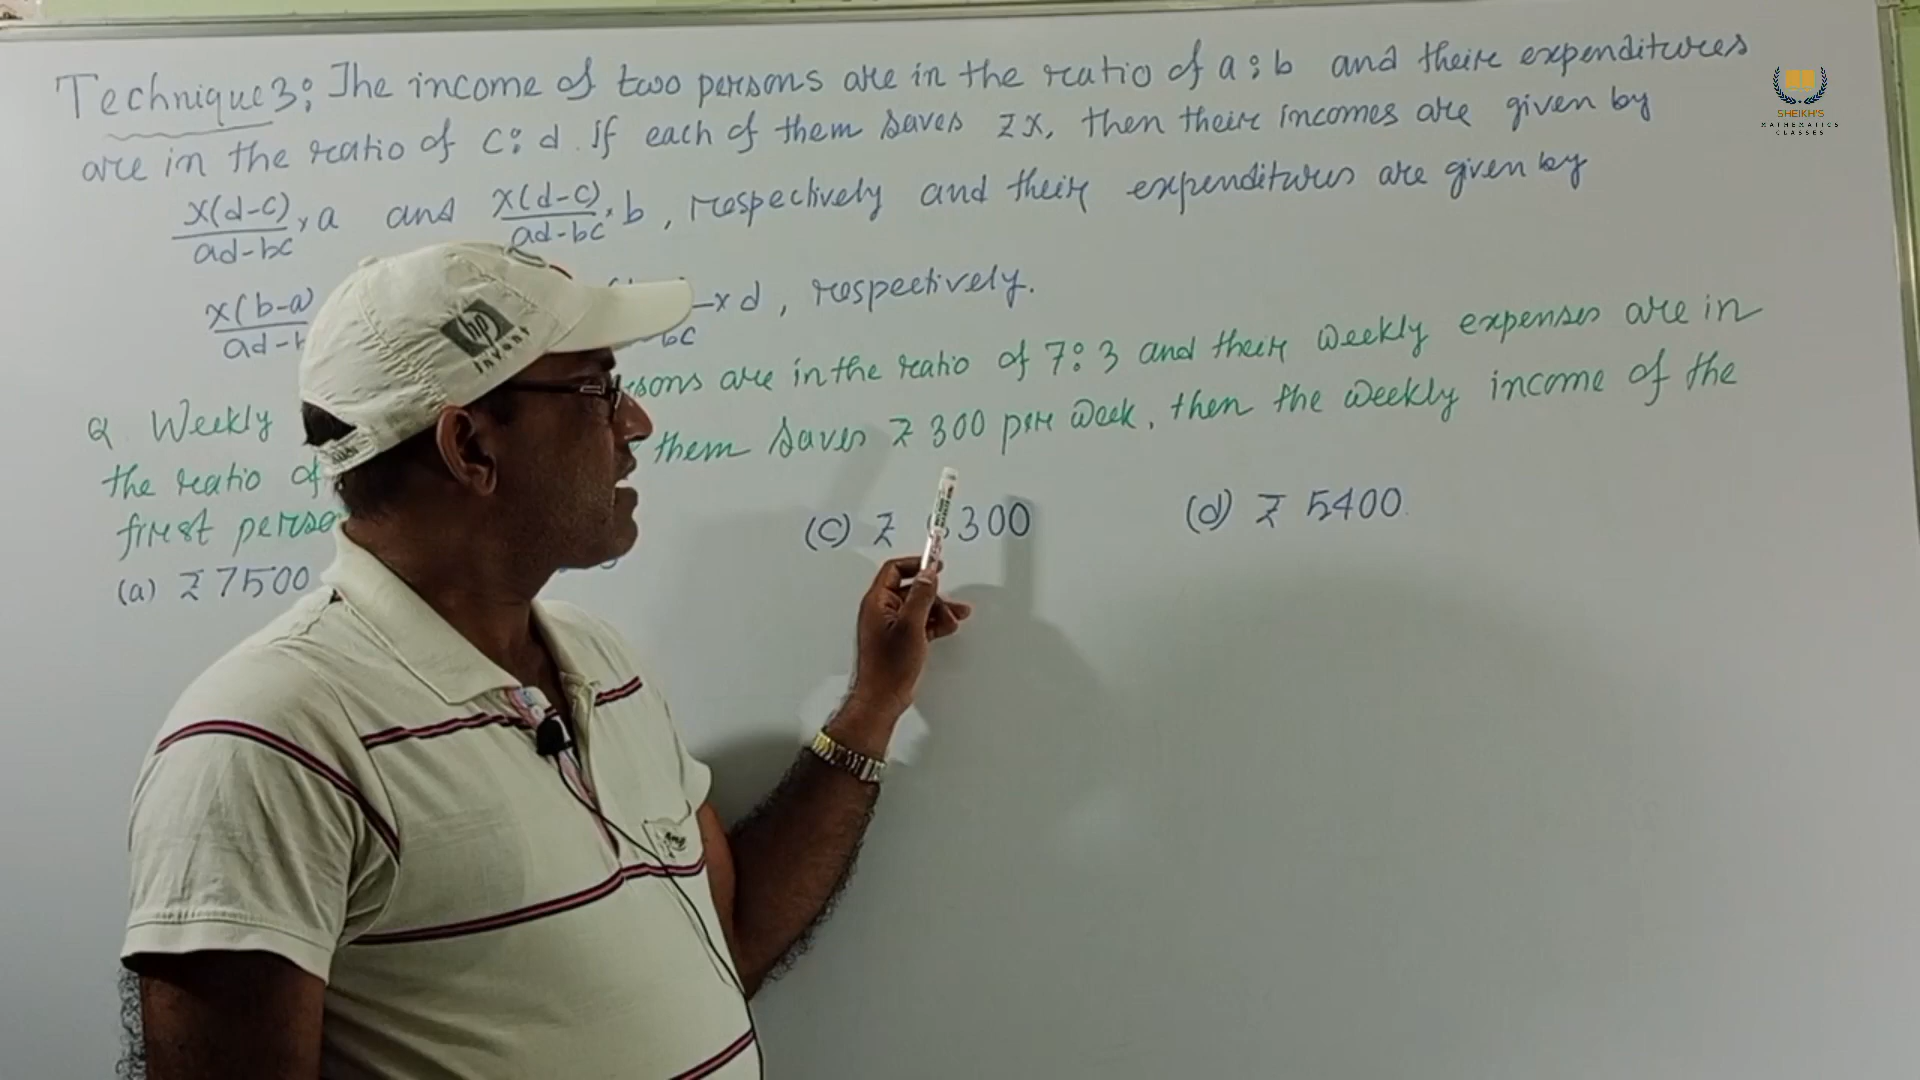 Technique 3: The income of two persons are in the ratio of a : b and their expenditures
are in the ratio of c : d. If each of them saves ₹x, then their incomes are given by
x(d-c)/ad-bc × a and x(d-c)/ad-bc × b, respectively and their expenditures are given by
x(b-a) ad- bc × d, respectively.
Q. Weekly are in the ratio of 7 : 3 and their weekly expenses are in
the ratio of them saves ₹ 300 per week, then the weekly income of the
first
(a) ₹ 7500 (c) ₹ 300 (d) ₹ 5400
SHEIKH'S
MATHEMATICS
CLASSES
hp
invent